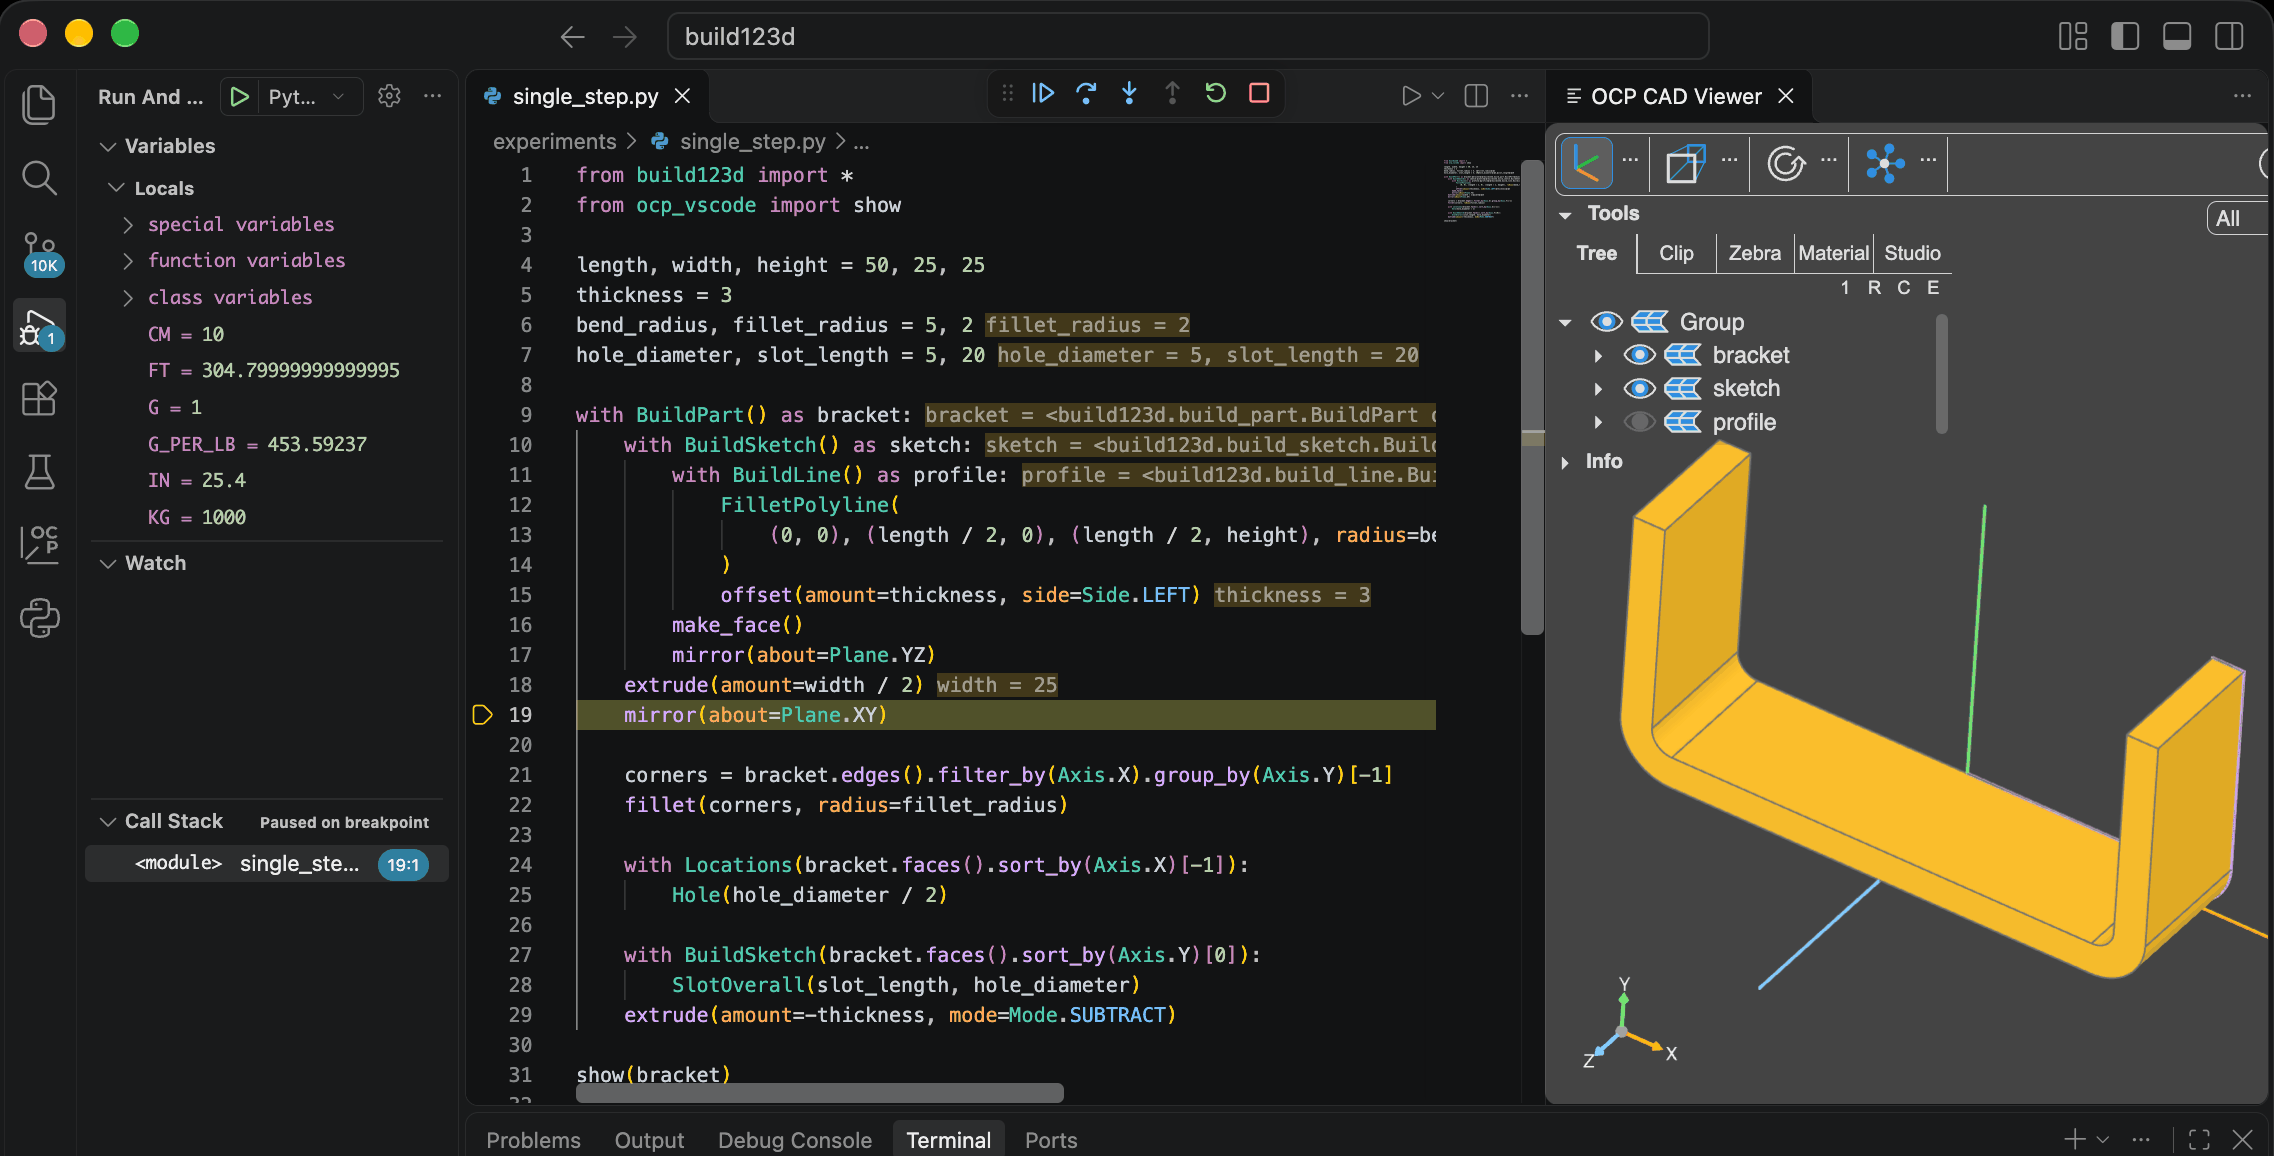 build123d
Run And ...
Pyt...
Variables
Locals
special variables
function variables
class variables
CM = 10
FT = 304.79999999999995
G = 1
G_PER_LB = 453.59237
IN = 25.4
KG = 1000
Watch
Call Stack
Paused on breakpoint
<module> single_ste... 19:1
10K
1
OC
P
single_step.py
experiments > single_step.py > ...
1 from build123d import *
2 from ocp_vscode import show
3
4 length, width, height = 50, 25, 25
5 thickness = 3
6 bend_radius, fillet_radius = 5, 2 fillet_radius = 2
7 hole_diameter, slot_length = 5, 20 hole_diameter = 5, slot_length = 20
8
9 with BuildPart() as bracket: bracket = <build123d.build_part.BuildPart
10     with BuildSketch() as sketch: sketch = <build123d.build_sketch.Build
11         with BuildLine() as profile: profile = <build123d.build_line.Bui
12             FilletPolyline(
13                 (0, 0), (length / 2, 0), (length / 2, height), radius=be
14             )
15             offset(amount=thickness, side=Side.LEFT) thickness = 3
16         make_face()
17         mirror(about=Plane.YZ)
18     extrude(amount=width / 2) width = 25
19     mirror(about=Plane.XY)
20
21     corners = bracket.edges().filter_by(Axis.X).group_by(Axis.Y)[-1]
22     fillet(corners, radius=fillet_radius)
23
24     with Locations(bracket.faces().sort_by(Axis.X)[-1]):
25         Hole(hole_diameter / 2)
26
27     with BuildSketch(bracket.faces().sort_by(Axis.Y)[0]):
28         SlotOverall(slot_length, hole_diameter)
29     extrude(amount=-thickness, mode=Mode.SUBTRACT)
30
31 show(bracket)
32
Problems Output Debug Console Terminal Ports
OCP CAD Viewer
Tools
All
Tree Clip Zebra Material Studio
1 R C E
Group
bracket
sketch
profile
Info
Y
X
Z